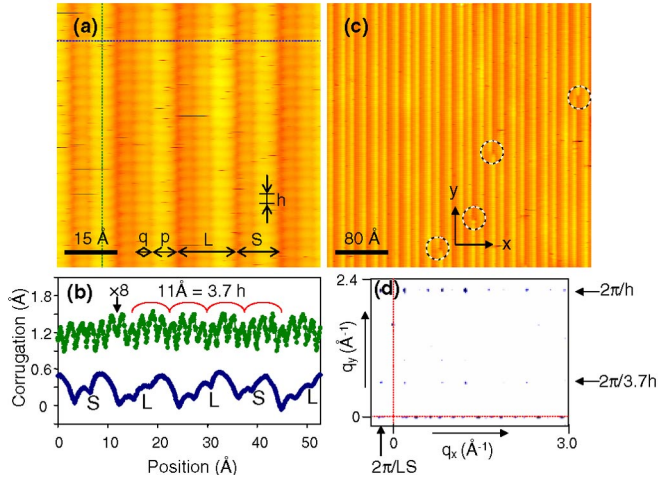 (a)
h
15 Å
q
p
L
S
(c)
y
x
80 Å
(b)
×8
11Å = 3.7 h
Corrugation (Å)
1.8
1.2
0.6
0
S
L
L
S
L
0
10
20
30
40
50
Position (Å)
(d)
2.4
qy (Å-1)
0
2π/h
2π/3.7h
0
3.0
2π/LS
qx (Å-1)